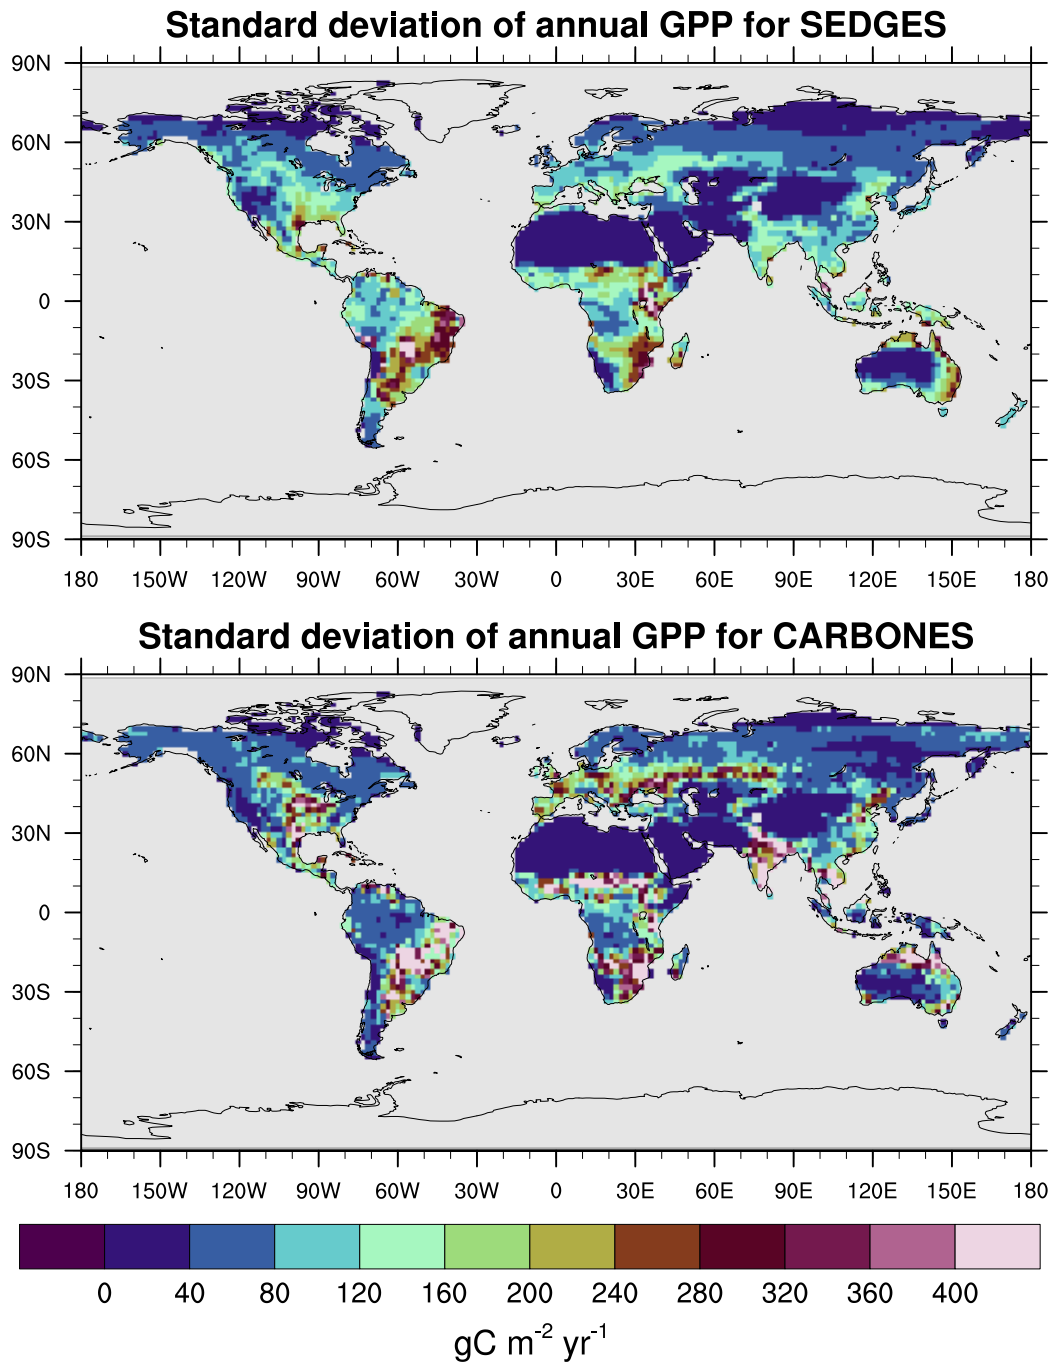 Standard deviation of annual GPP for SEDGES
90N
60N
30N
0
30S
60S
90S
180 150W 120W 90W 60W 30W 0 30E 60E 90E 120E 150E 180
Standard deviation of annual GPP for CARBONES
90N
60N
30N
0
30S
60S
90S
180 150W 120W 90W 60W 30W 0 30E 60E 90E 120E 150E 180
0 40 80 120 160 200 240 280 320 360 400
gC m⁻² yr⁻¹